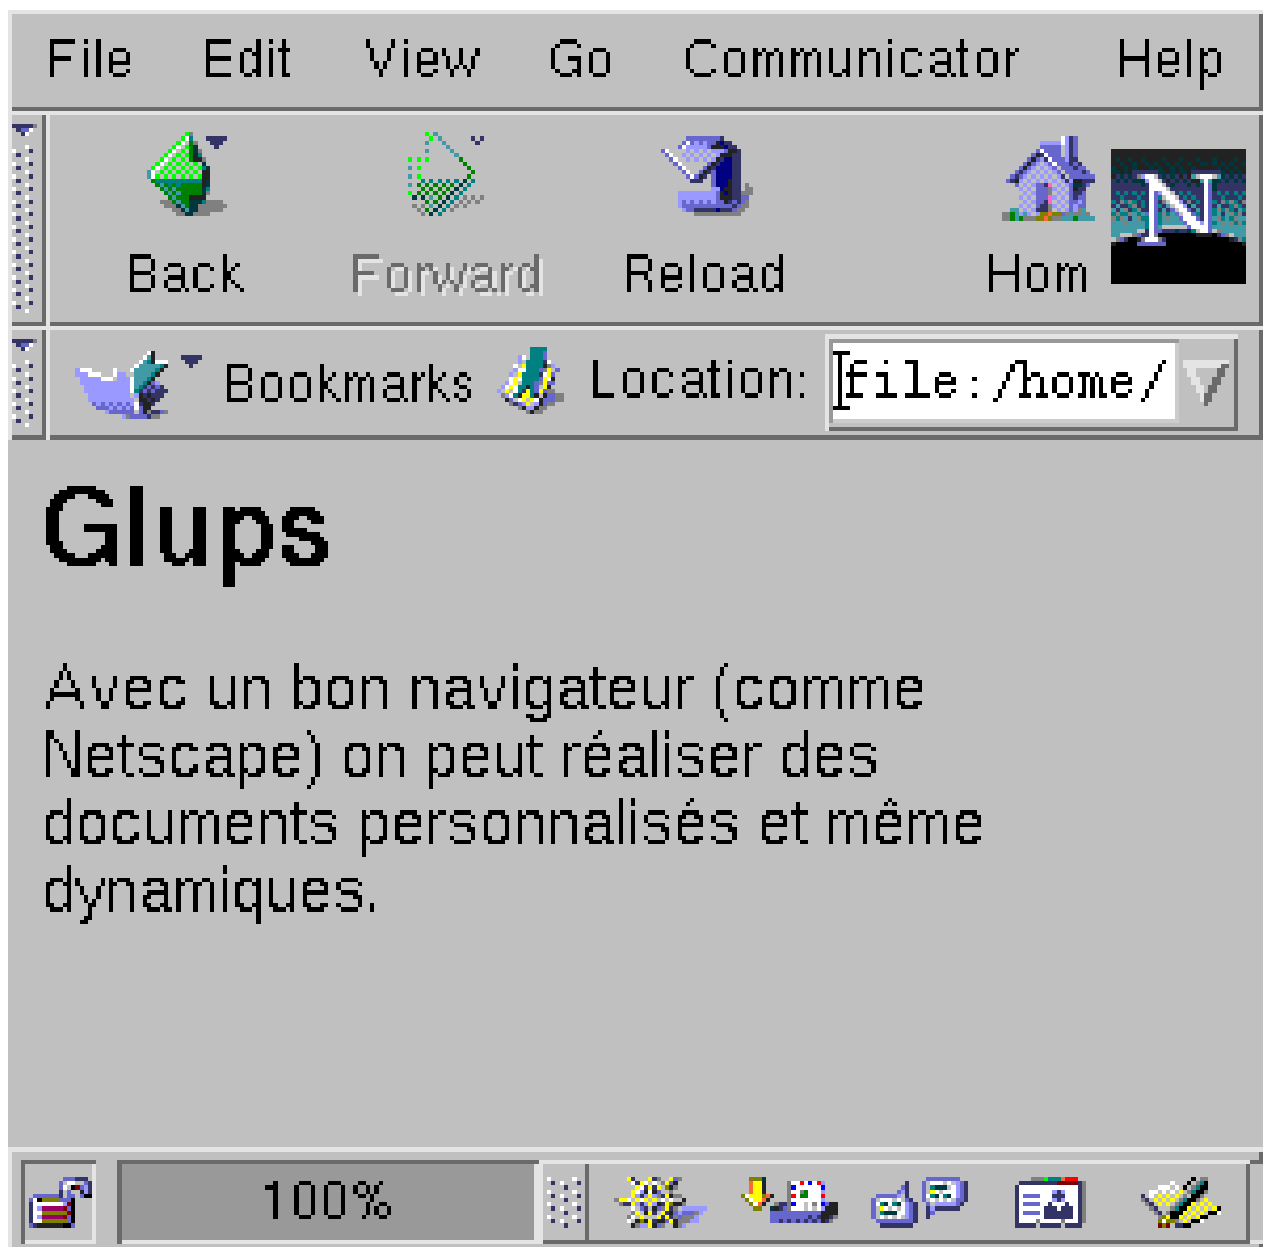 File Edit View Go Communicator Help
N
Back Forward Reload Hom
Bookmarks Location: file:/home/
Glups
Avec un bon navigateur (comme
Netscape) on peut réaliser des
documents personnalisés et même
dynamiques.
100%